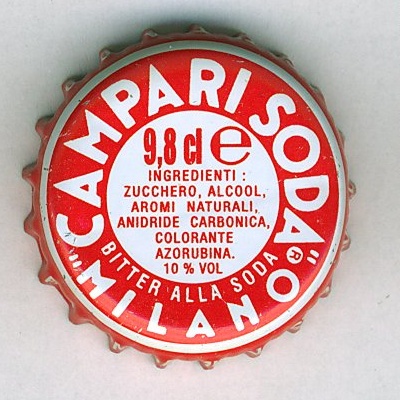 "CAMPARI SODA"®
MILANO
9,8 cl e
INGREDIENTI :
ZUCCHERO, ALCOOL,
AROMI NATURALI,
ANIDRIDE CARBONICA,
COLORANTE
AZORUBINA.
10 % VOL
BITTER ALLA SODA